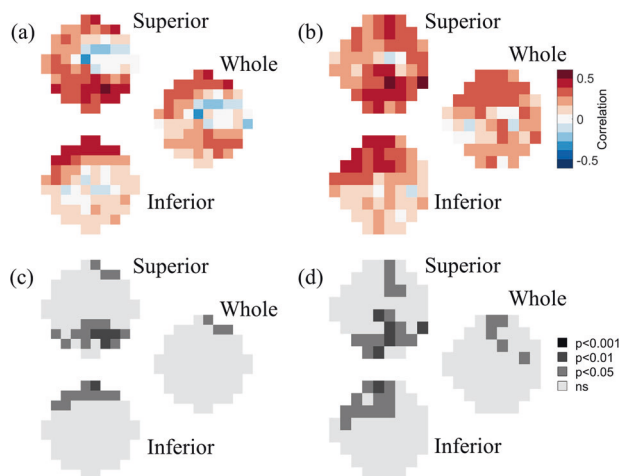 (a)
Superior
Whole
Inferior
(b)
Superior
Whole
Inferior
0.5
0
-0.5
Correlation
(c)
Superior
Whole
Inferior
(d)
Superior
Whole
Inferior
p<0.001
p<0.01
p<0.05
ns